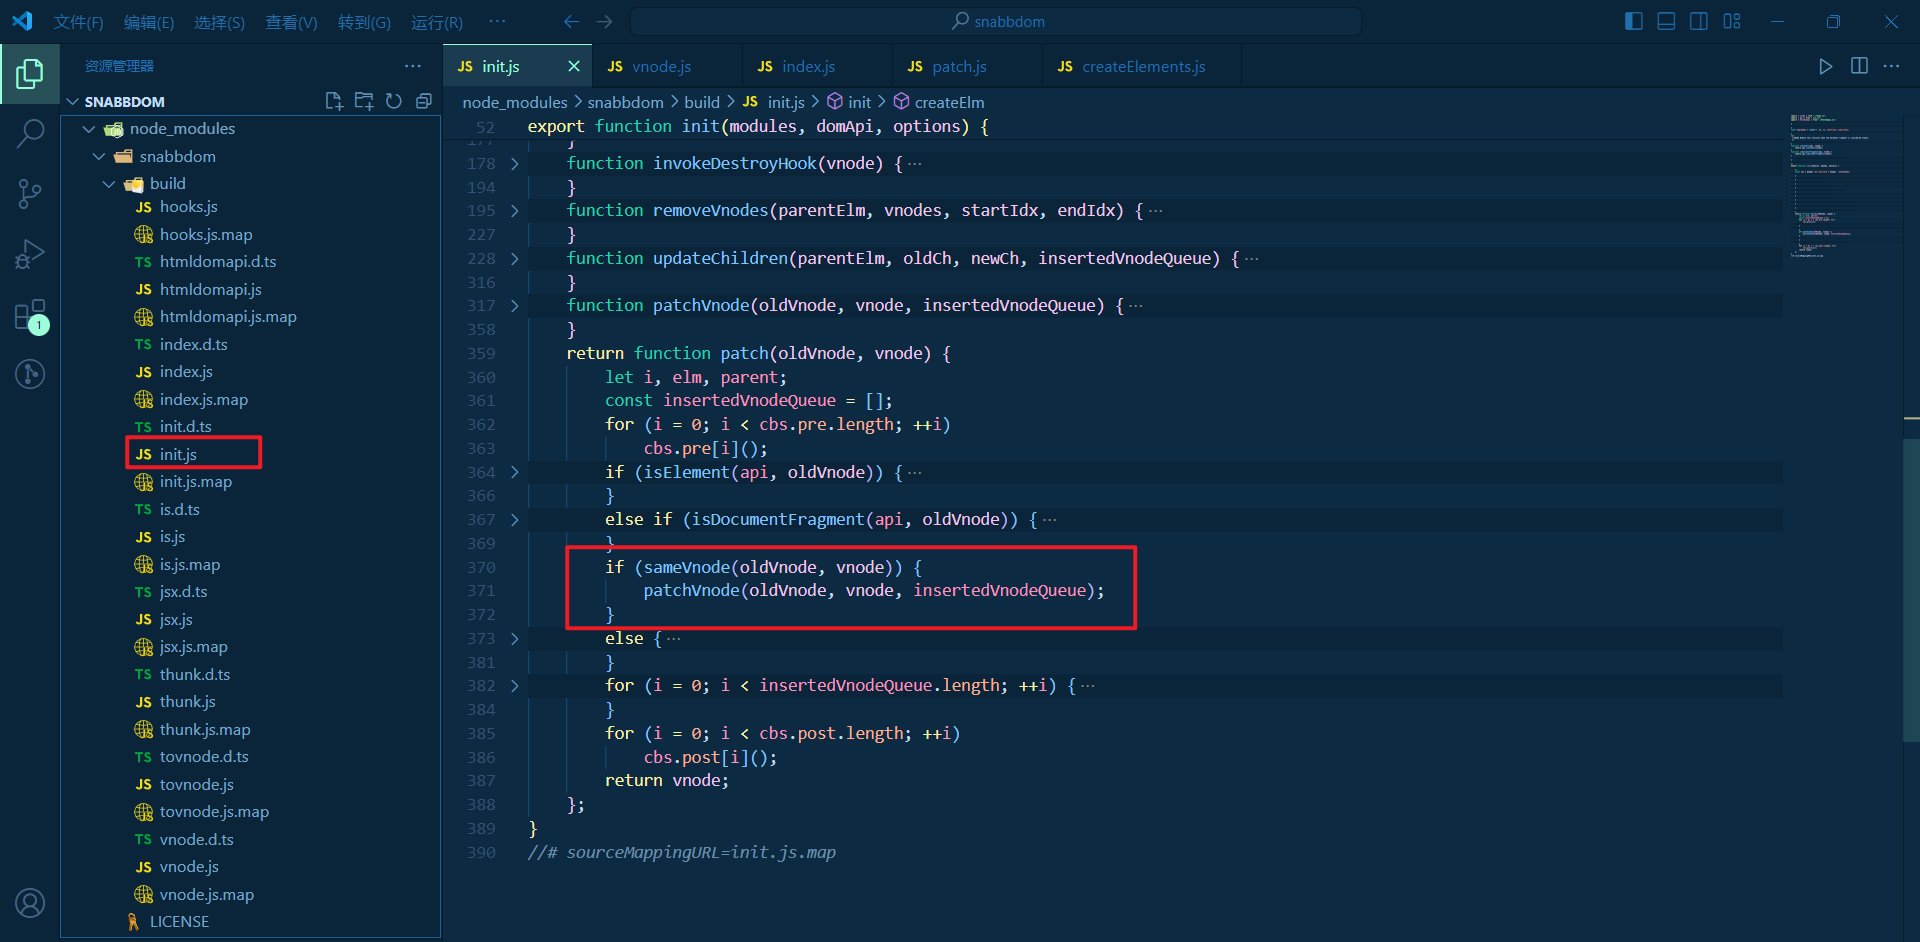 文件(F) 编辑(E) 选择(S) 查看(V) 转到(G) 运行(R) ··· snabbdom
资源管理器 ···
SNABBDOM
node_modules
snabbdom
build
JS hooks.js
hooks.js.map
TS htmldomapi.d.ts
JS htmldomapi.js
htmldomapi.js.map
TS index.d.ts
JS index.js
index.js.map
TS init.d.ts
JS init.js
init.js.map
TS is.d.ts
JS is.js
is.js.map
TS jsx.d.ts
JS jsx.js
jsx.js.map
TS thunk.d.ts
JS thunk.js
thunk.js.map
TS tovnode.d.ts
JS tovnode.js
tovnode.js.map
TS vnode.d.ts
JS vnode.js
vnode.js.map
LICENSE
1
JS init.js JS vnode.js JS index.js JS patch.js JS createElements.js
node_modules > snabbdom > build > JS init.js > init > createElm
52 export function init(modules, domApi, options) {
177 }
178 function invokeDestroyHook(vnode) { ···
194 }
195 function removeVnodes(parentElm, vnodes, startIdx, endIdx) { ···
227 }
228 function updateChildren(parentElm, oldCh, newCh, insertedVnodeQueue) { ···
316 }
317 function patchVnode(oldVnode, vnode, insertedVnodeQueue) { ···
358 }
359 return function patch(oldVnode, vnode) {
360 let i, elm, parent;
361 const insertedVnodeQueue = [];
362 for (i = 0; i < cbs.pre.length; ++i)
363 cbs.pre[i]();
364 if (isElement(api, oldVnode)) { ···
366 }
367 else if (isDocumentFragment(api, oldVnode)) { ···
369 }
370 if (sameVnode(oldVnode, vnode)) {
371 patchVnode(oldVnode, vnode, insertedVnodeQueue);
372 }
373 else { ···
381 }
382 for (i = 0; i < insertedVnodeQueue.length; ++i) { ···
384 }
385 for (i = 0; i < cbs.post.length; ++i)
386 cbs.post[i]();
387 return vnode;
388 };
389 }
390 //# sourceMappingURL=init.js.map